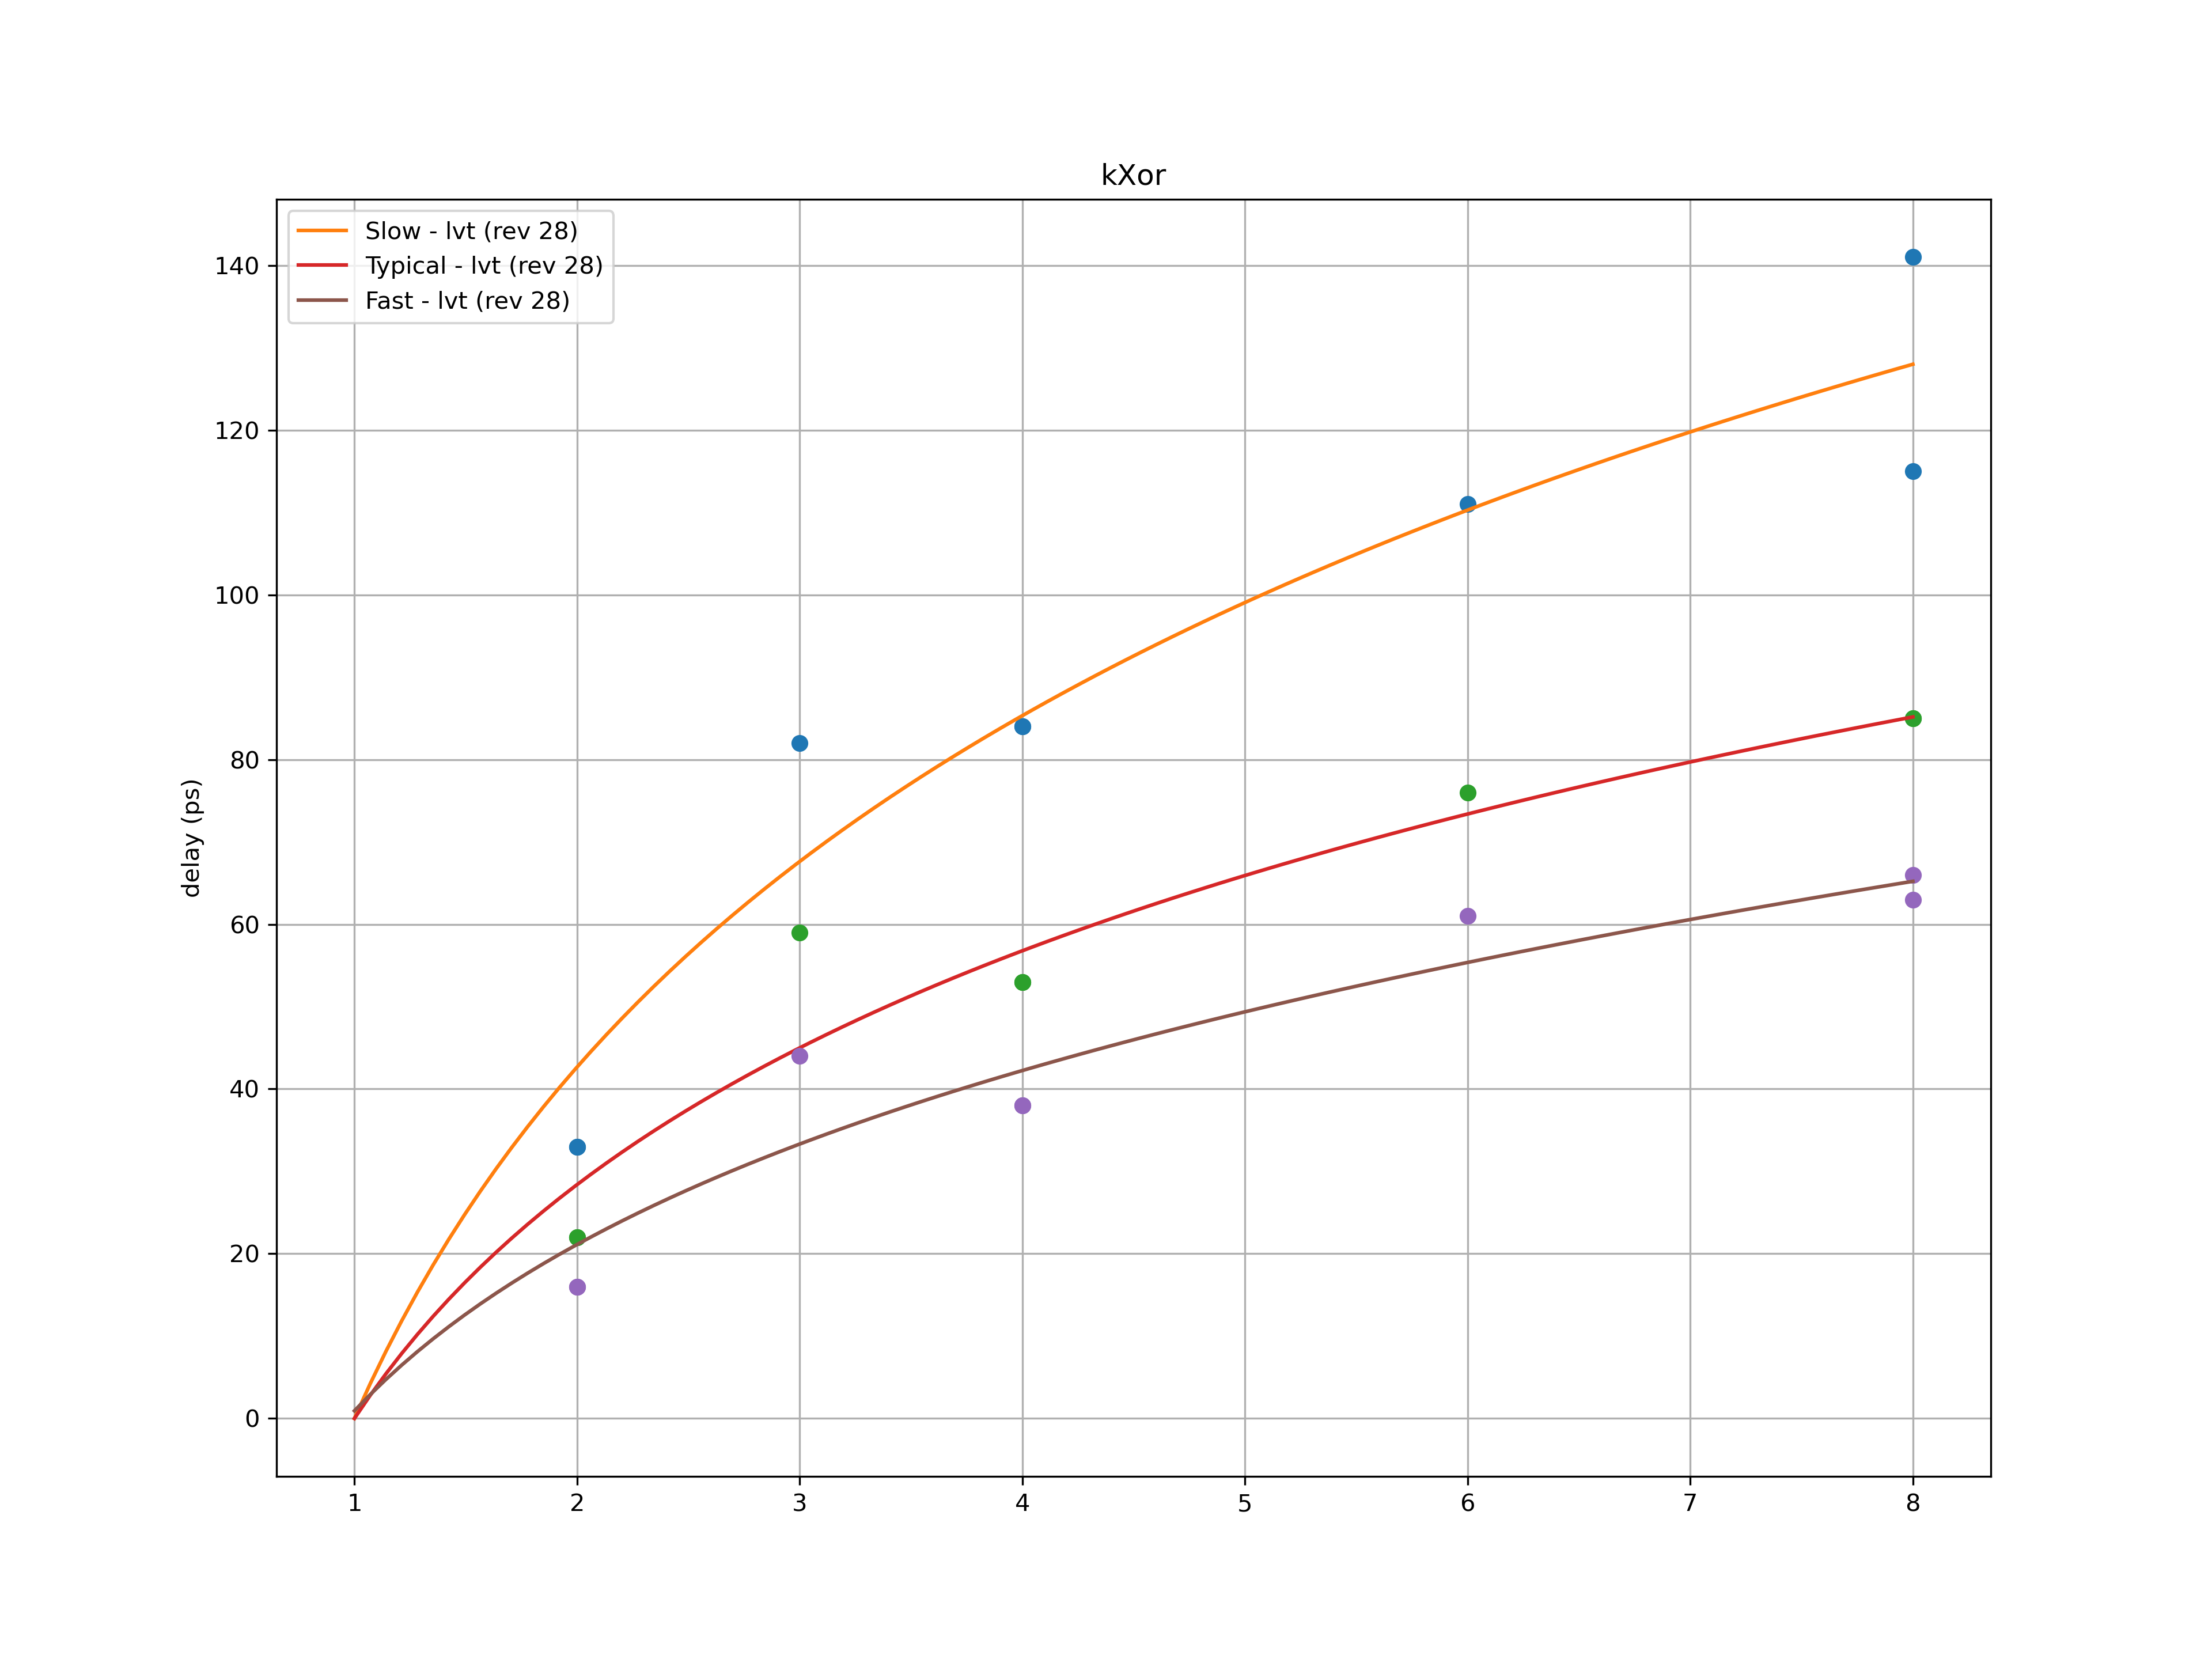 kXor
Slow - lvt (rev 28)
Typical - lvt (rev 28)
Fast - lvt (rev 28)
delay (ps)
140
120
100
80
60
40
20
0
1 2 3 4 5 6 7 8